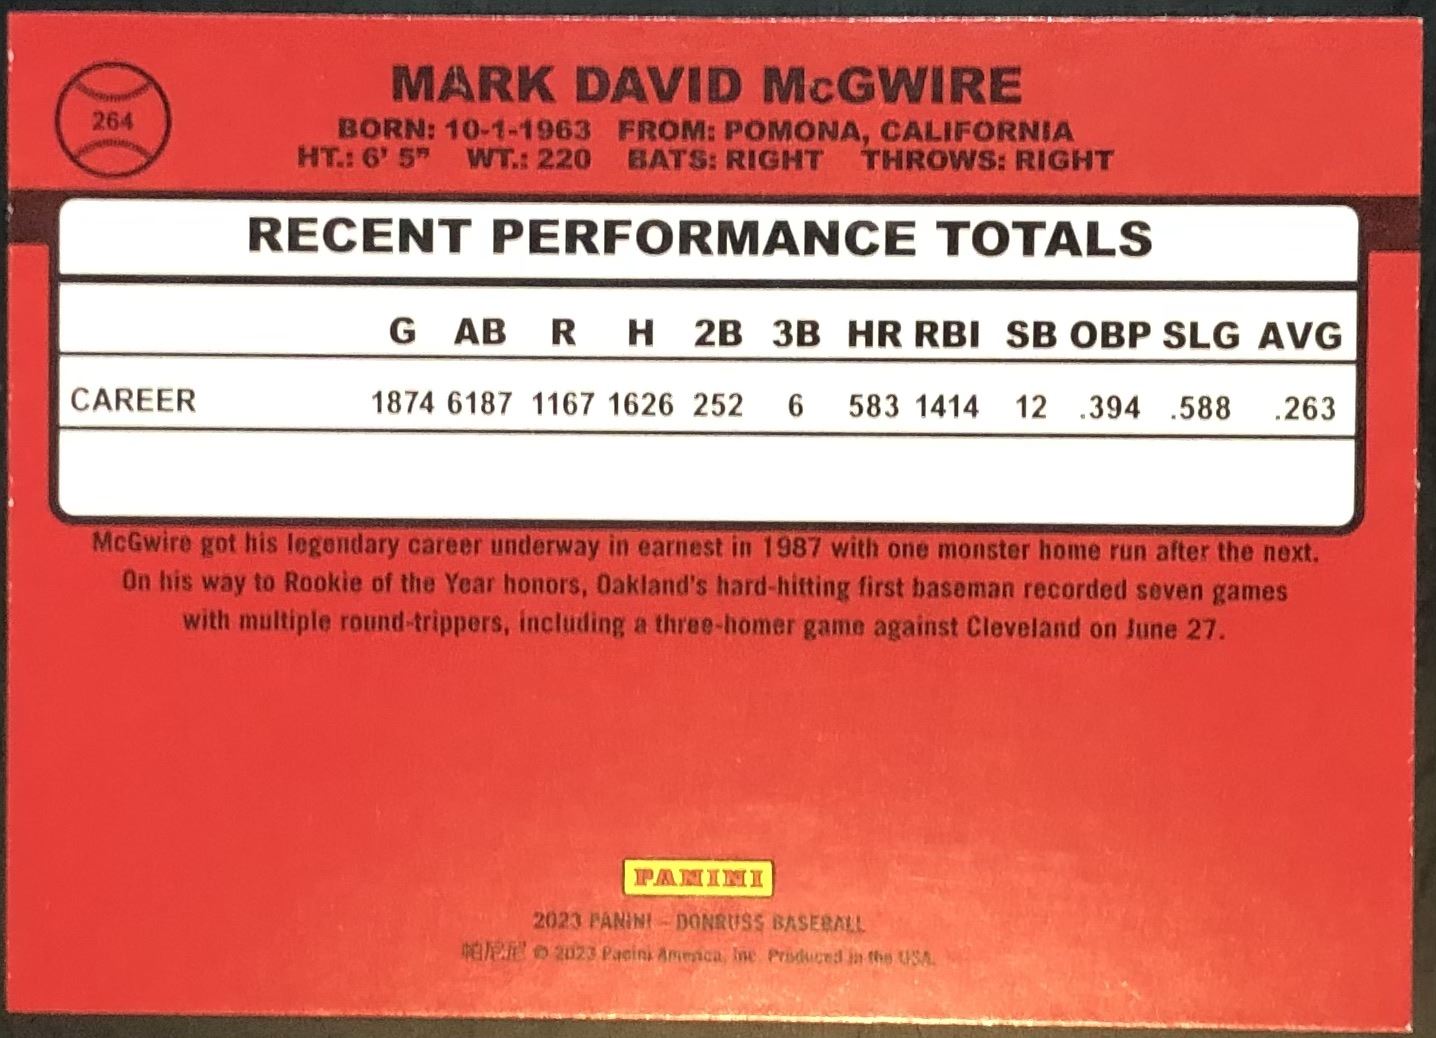 264
MARK DAVID McGWIRE
BORN: 10-1-1963 FROM: POMONA, CALIFORNIA
HT.: 6' 5" WT.: 220 BATS: RIGHT THROWS: RIGHT
RECENT PERFORMANCE TOTALS
G AB R H 2B 3B HR RBI SB OBP SLG AVG
CAREER 1874 6187 1167 1626 252 6 583 1414 12 .394 .588 .263
McGwire got his legendary career underway in earnest in 1987 with one monster home run after the next.
On his way to Rookie of the Year honors, Oakland's hard-hitting first baseman recorded seven games
with multiple round-trippers, including a three-homer game against Cleveland on June 27.
PANINI
2023 PANINI – DONRUSS BASEBALL
帕尼尼 © 2023 Panini America, Inc. Produced in the USA.